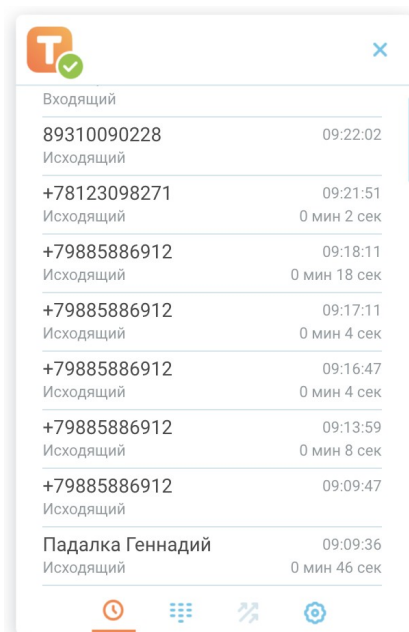 T
Входящий
89310090228 09:22:02
Исходящий
+78123098271 09:21:51
Исходящий 0 мин 2 сек
+79885886912 09:18:11
Исходящий 0 мин 18 сек
+79885886912 09:17:11
Исходящий 0 мин 4 сек
+79885886912 09:16:47
Исходящий 0 мин 4 сек
+79885886912 09:13:59
Исходящий 0 мин 8 сек
+79885886912 09:09:47
Исходящий
Падалка Геннадий 09:09:36
Исходящий 0 мин 46 сек